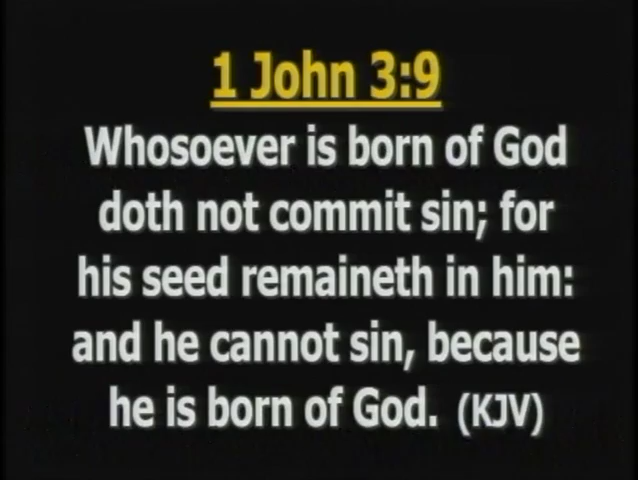 1 John 3:9
Whosoever is born of God
doth not commit sin; for
his seed remaineth in him:
and he cannot sin, because
he is born of God. (KJV)